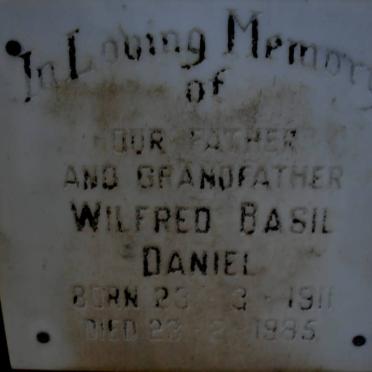 In Loving Memory
of
OUR FATHER
AND GRANDFATHER
WILFRED BASIL
DANIEL
BORN 23 - 3 - 1911
DIED 23 - 2 - 1985